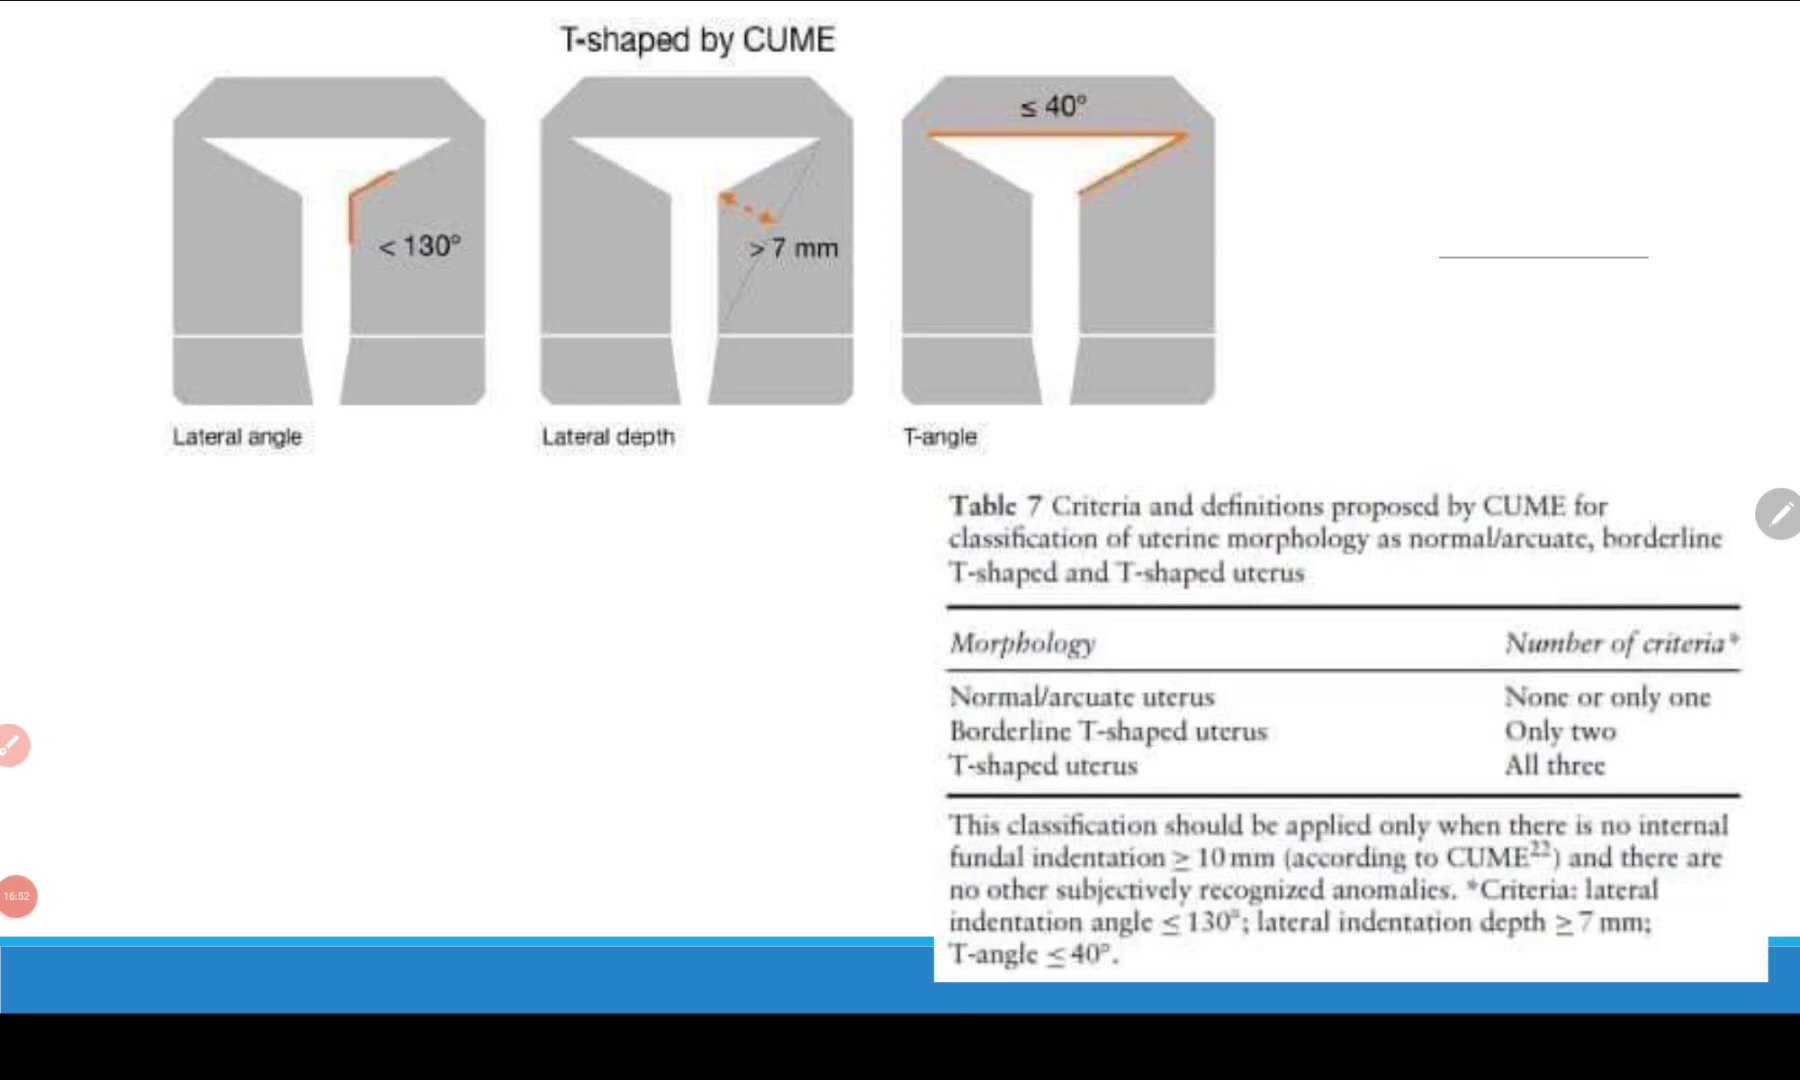 T-shaped by CUME
< 130°
> 7 mm
≤ 40°
Lateral angle
Lateral depth
T-angle
Table 7 Criteria and definitions proposed by CUME for
classification of uterine morphology as normal/arcuate, borderline
T-shaped and T-shaped uterus
Morphology Number of criteria*
Normal/arcuate uterus None or only one
Borderline T-shaped uterus Only two
T-shaped uterus All three
This classification should be applied only when there is no internal
fundal indentation ≥ 10 mm (according to CUME22) and there are
no other subjectively recognized anomalies. *Criteria: lateral
indentation angle ≤ 130°; lateral indentation depth ≥ 7 mm;
T-angle ≤ 40°.
16:52